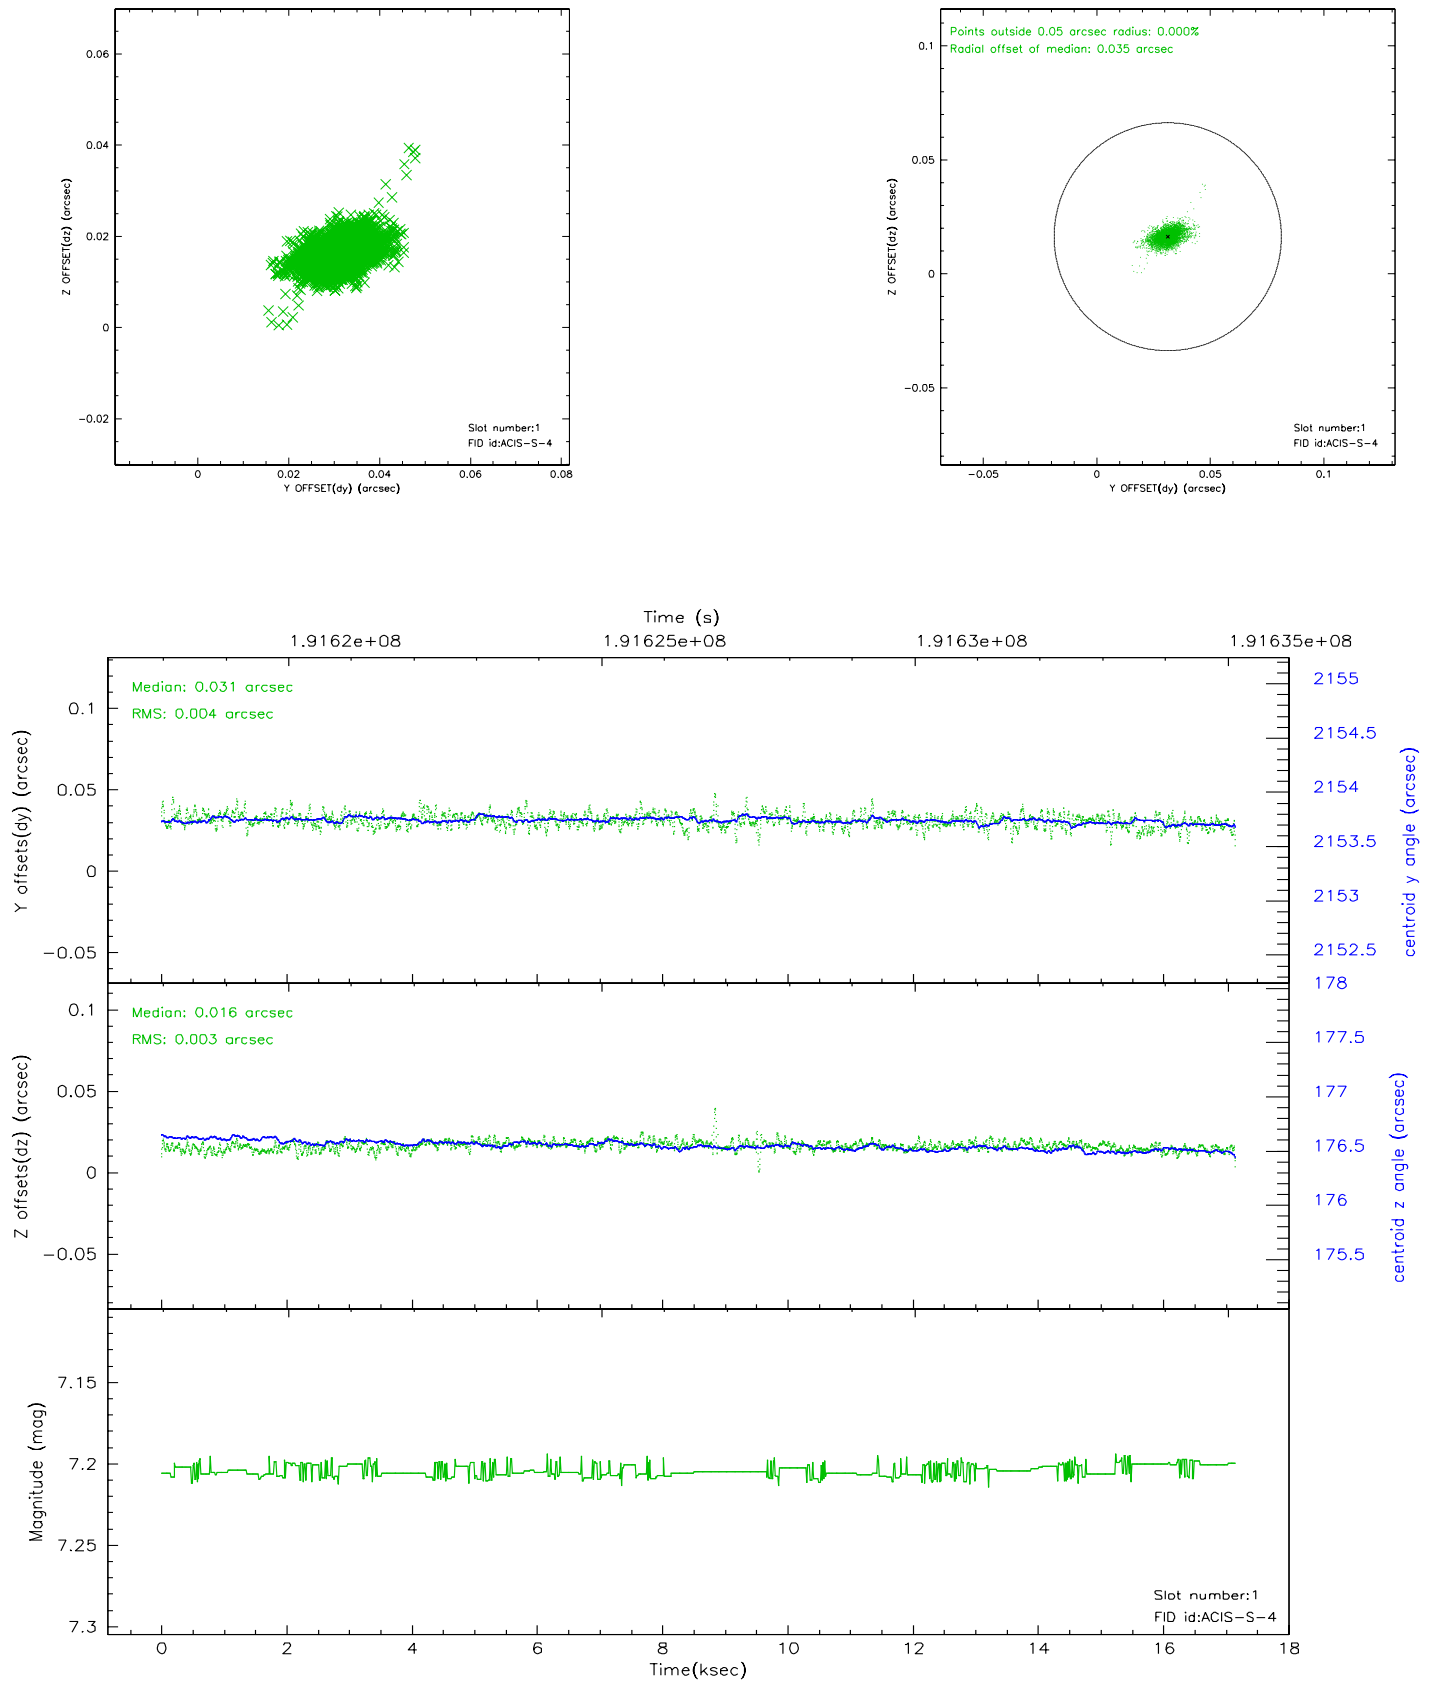 0.06
0.04
0.02
0
−0.02
Z OFFSET(dz) (arcsec)
Slot number:1
FID id:ACIS−S−4
0 0.02 0.04 0.06 0.08
Y OFFSET(dy) (arcsec)
Points outside 0.05 arcsec radius: 0.000%
Radial offset of median: 0.035 arcsec
0.1
0.05
0
−0.05
Z OFFSET(dz) (arcsec)
Slot number:1
FID id:ACIS−S−4
−0.05 0 0.05 0.1
Y OFFSET(dy) (arcsec)
Time (s)
1.9162e+08 1.91625e+08 1.9163e+08 1.91635e+08
Median: 0.031 arcsec
RMS: 0.004 arcsec
0.1
0.05
0
−0.05
Y offsets(dy) (arcsec)
2155
2154.5
2154
2153.5
2153
2152.5
centroid y angle (arcsec)
Median: 0.016 arcsec
RMS: 0.003 arcsec
0.1
0.05
0
−0.05
Z offsets(dz) (arcsec)
178
177.5
177
176.5
176
175.5
centroid z angle (arcsec)
7.15
7.2
7.25
7.3
Magnitude (mag)
Slot number:1
FID id:ACIS−S−4
0 2 4 6 8 10 12 14 16 18
Time(ksec)